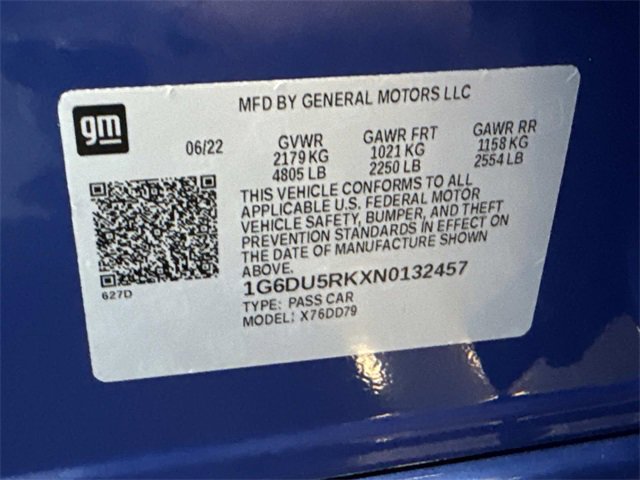 gm
MFD BY GENERAL MOTORS LLC
06/22
GVWR
2179 KG
4805 LB
GAWR FRT
1021 KG
2250 LB
GAWR RR
1158 KG
2554 LB
THIS VEHICLE CONFORMS TO ALL
APPLICABLE U.S. FEDERAL MOTOR
VEHICLE SAFETY, BUMPER, AND THEFT
PREVENTION STANDARDS IN EFFECT ON
THE DATE OF MANUFACTURE SHOWN
ABOVE.
627D
1G6DU5RKXN0132457
TYPE: PASS CAR
MODEL: X76DD79